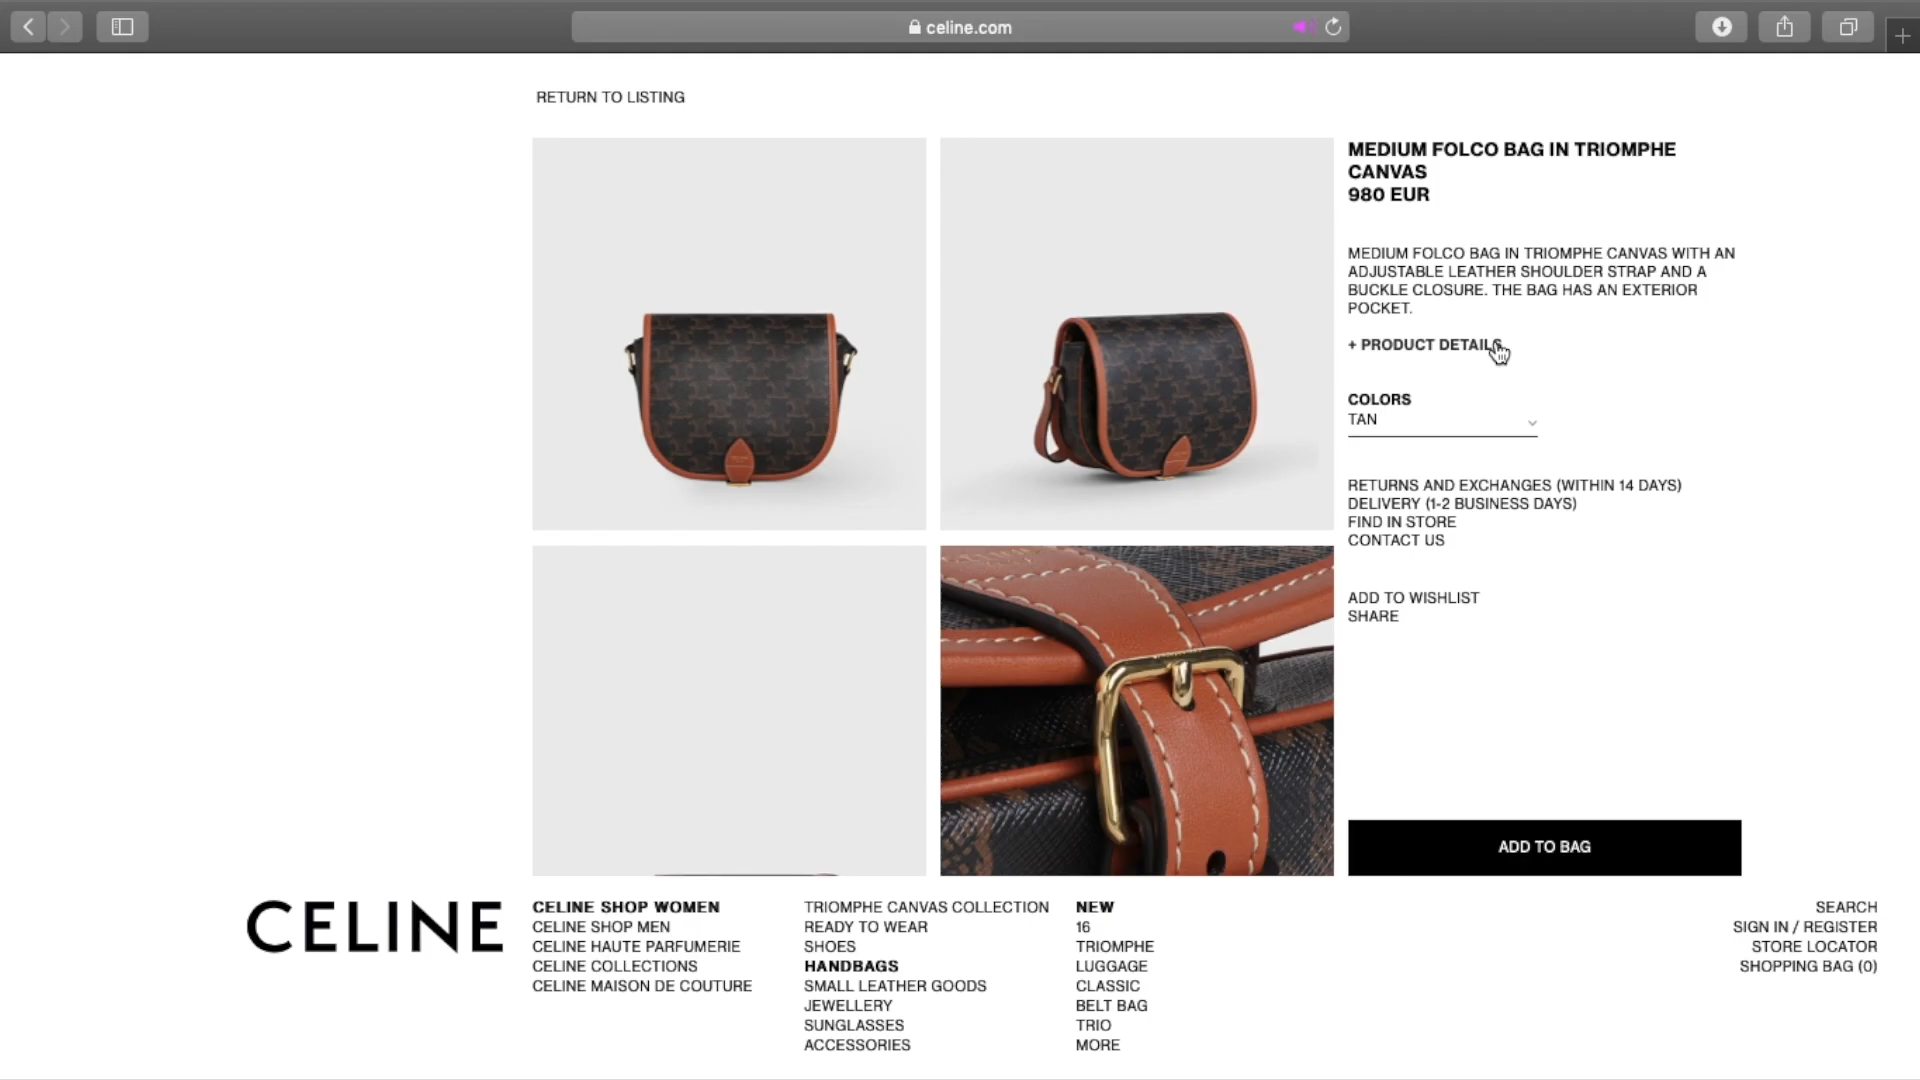 celine.com
RETURN TO LISTING
MEDIUM FOLCO BAG IN TRIOMPHE
CANVAS
980 EUR
MEDIUM FOLCO BAG IN TRIOMPHE CANVAS WITH AN
ADJUSTABLE LEATHER SHOULDER STRAP AND A
BUCKLE CLOSURE. THE BAG HAS AN EXTERIOR
POCKET.
+ PRODUCT DETAILS
COLORS
TAN
RETURNS AND EXCHANGES (WITHIN 14 DAYS)
DELIVERY (1-2 BUSINESS DAYS)
FIND IN STORE
CONTACT US
ADD TO WISHLIST
SHARE
ADD TO BAG
CELINE
CELINE SHOP WOMEN
CELINE SHOP MEN
CELINE HAUTE PARFUMERIE
CELINE COLLECTIONS
CELINE MAISON DE COUTURE
TRIOMPHE CANVAS COLLECTION
READY TO WEAR
SHOES
HANDBAGS
SMALL LEATHER GOODS
JEWELLERY
SUNGLASSES
ACCESSORIES
NEW
16
TRIOMPHE
LUGGAGE
CLASSIC
BELT BAG
TRIO
MORE
SEARCH
SIGN IN / REGISTER
STORE LOCATOR
SHOPPING BAG (0)